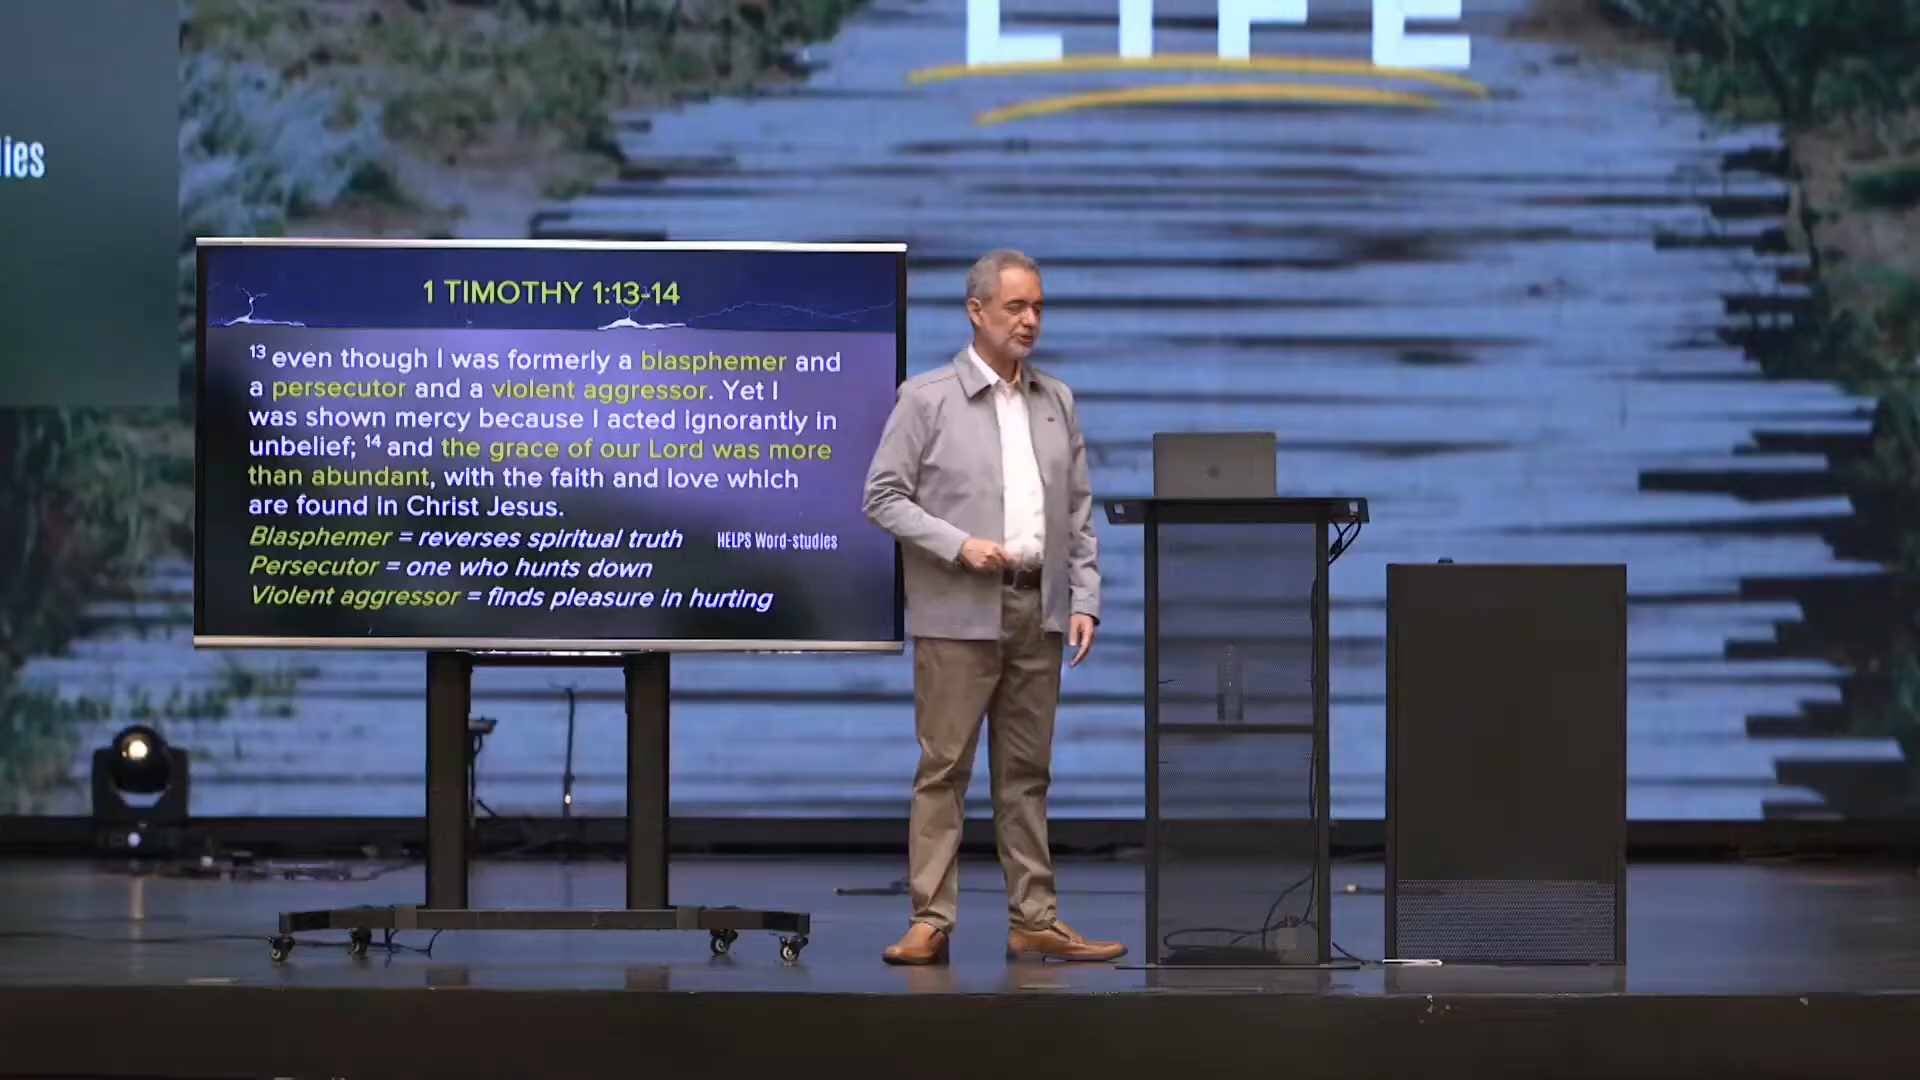 LIFE
lies
1 TIMOTHY 1:13-14
13 even though I was formerly a blasphemer and
a persecutor and a violent aggressor. Yet I
was shown mercy because I acted ignorantly in
unbelief; 14 and the grace of our Lord was more
than abundant, with the faith and love which
are found in Christ Jesus.
Blasphemer = reverses spiritual truth HELPS Word-studies
Persecutor = one who hunts down
Violent aggressor = finds pleasure in hurting